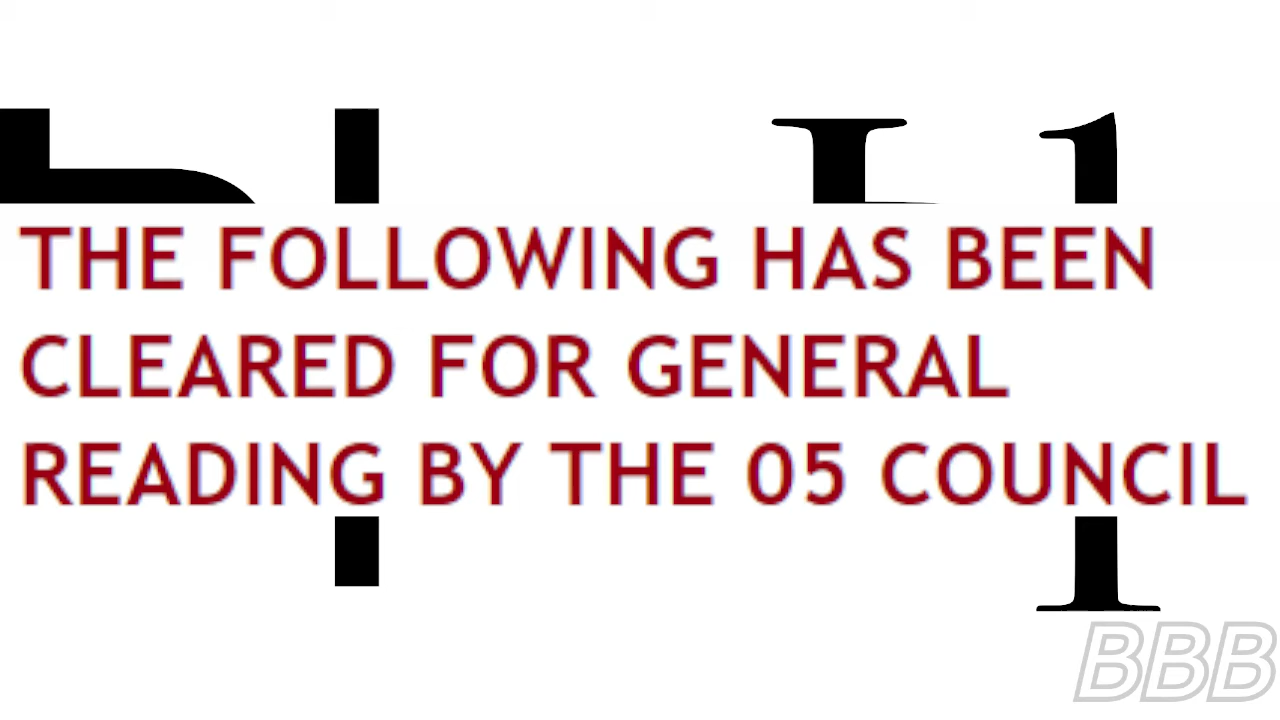 THE FOLLOWING HAS BEEN
CLEARED FOR GENERAL
READING BY THE 05 COUNCIL
BBB